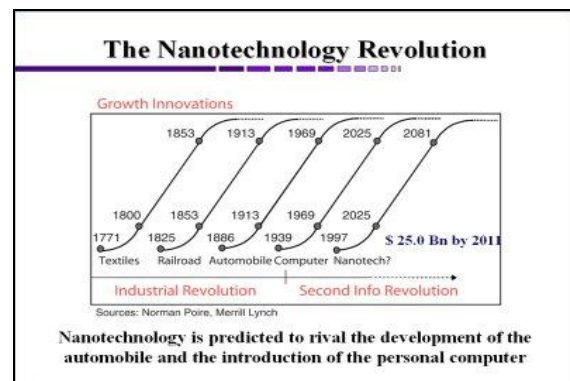 The Nanotechnology Revolution
Growth Innovations
1853 1913 1969 2025 2081
1800 1853 1913 1969 2025
1771 1825 1886 1939 1997 $ 25.0 Bn by 2011
Textiles Railroad Automobile Computer Nanotech?
Industrial Revolution Second Info Revolution
Sources: Norman Poire, Merrill Lynch
Nanotechnology is predicted to rival the development of the
automobile and the introduction of the personal computer